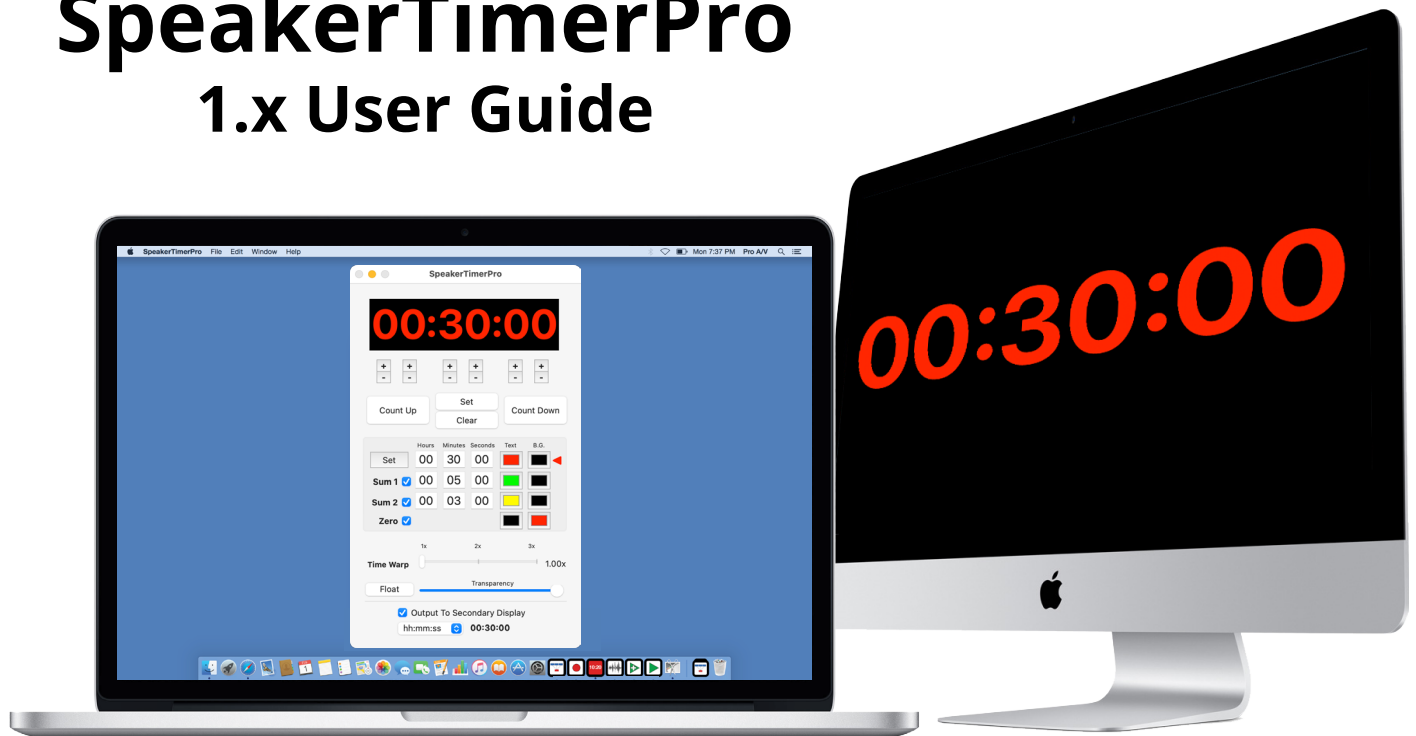 SpeakerTimerPro
1.x User Guide
SpeakerTimerPro File Edit Window Help Mon 7:37 PM Pro A/V
SpeakerTimerPro
00:30:00
+ + + + + +
- - - - - -
Count Up Set Count Down
Clear
Hours Minutes Seconds Text B.G.
Set 00 30 00
Sum 1 00 05 00
Sum 2 00 03 00
Zero
1x 2x 3x
Time Warp 1.00x
Transparency
Float
Output To Secondary Display
hh:mm:ss 00:30:00
00:30:00